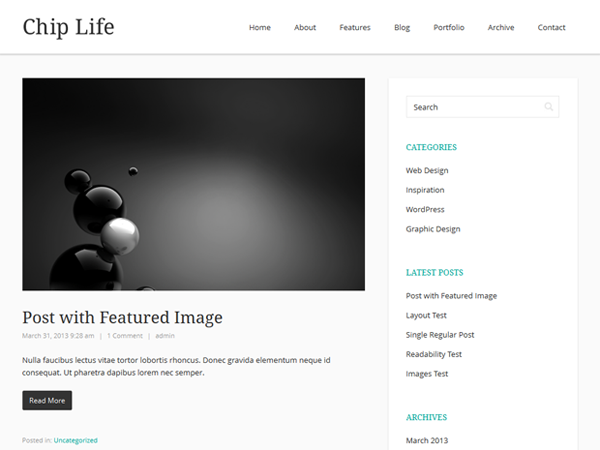 Chip Life
Home About Features Blog Portfolio Archive Contact
Post with Featured Image
March 31, 2013 9:28 am | 1 Comment | admin
Nulla faucibus lectus vitae tortor lobortis rhoncus. Donec gravida elementum neque id
consequat. Ut pharetra dapibus lorem nec semper.
Read More
Posted in: Uncategorized
Search
CATEGORIES
Web Design
Inspiration
WordPress
Graphic Design
LATEST POSTS
Post with Featured Image
Layout Test
Single Regular Post
Readability Test
Images Test
ARCHIVES
March 2013